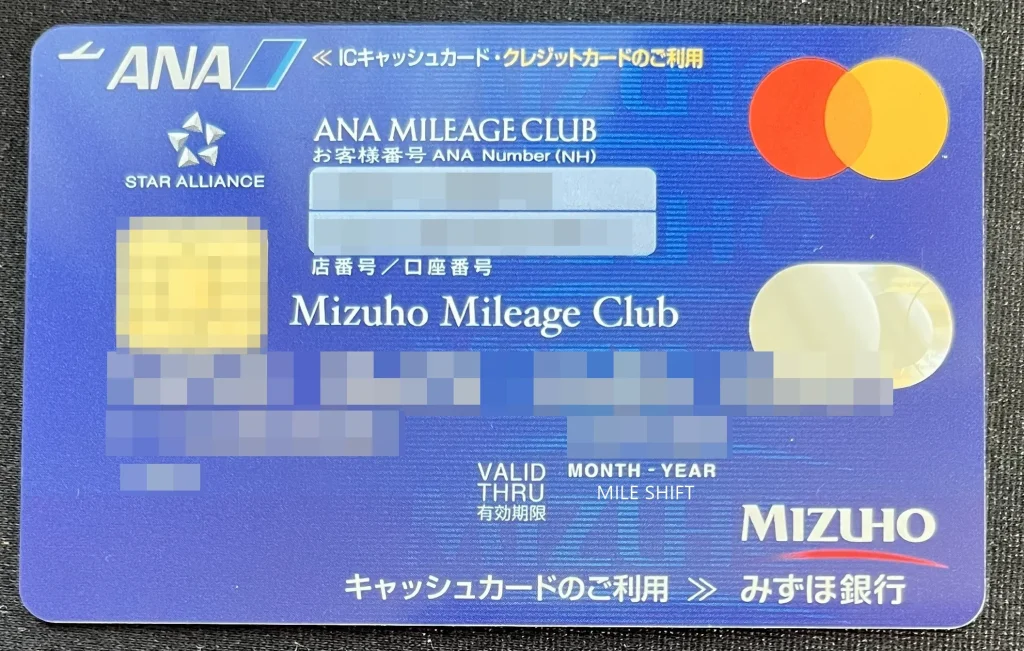 ANA
≪ ICキャッシュカード・クレジットカードのご利用
STAR ALLIANCE
ANA MILEAGE CLUB
お客様番号 ANA Number (NH)
店番号／口座番号
Mizuho Mileage Club
VALID THRU
有効期限
MONTH - YEAR
MILE SHIFT
MIZUHO
キャッシュカードのご利用 ≫ みずほ銀行